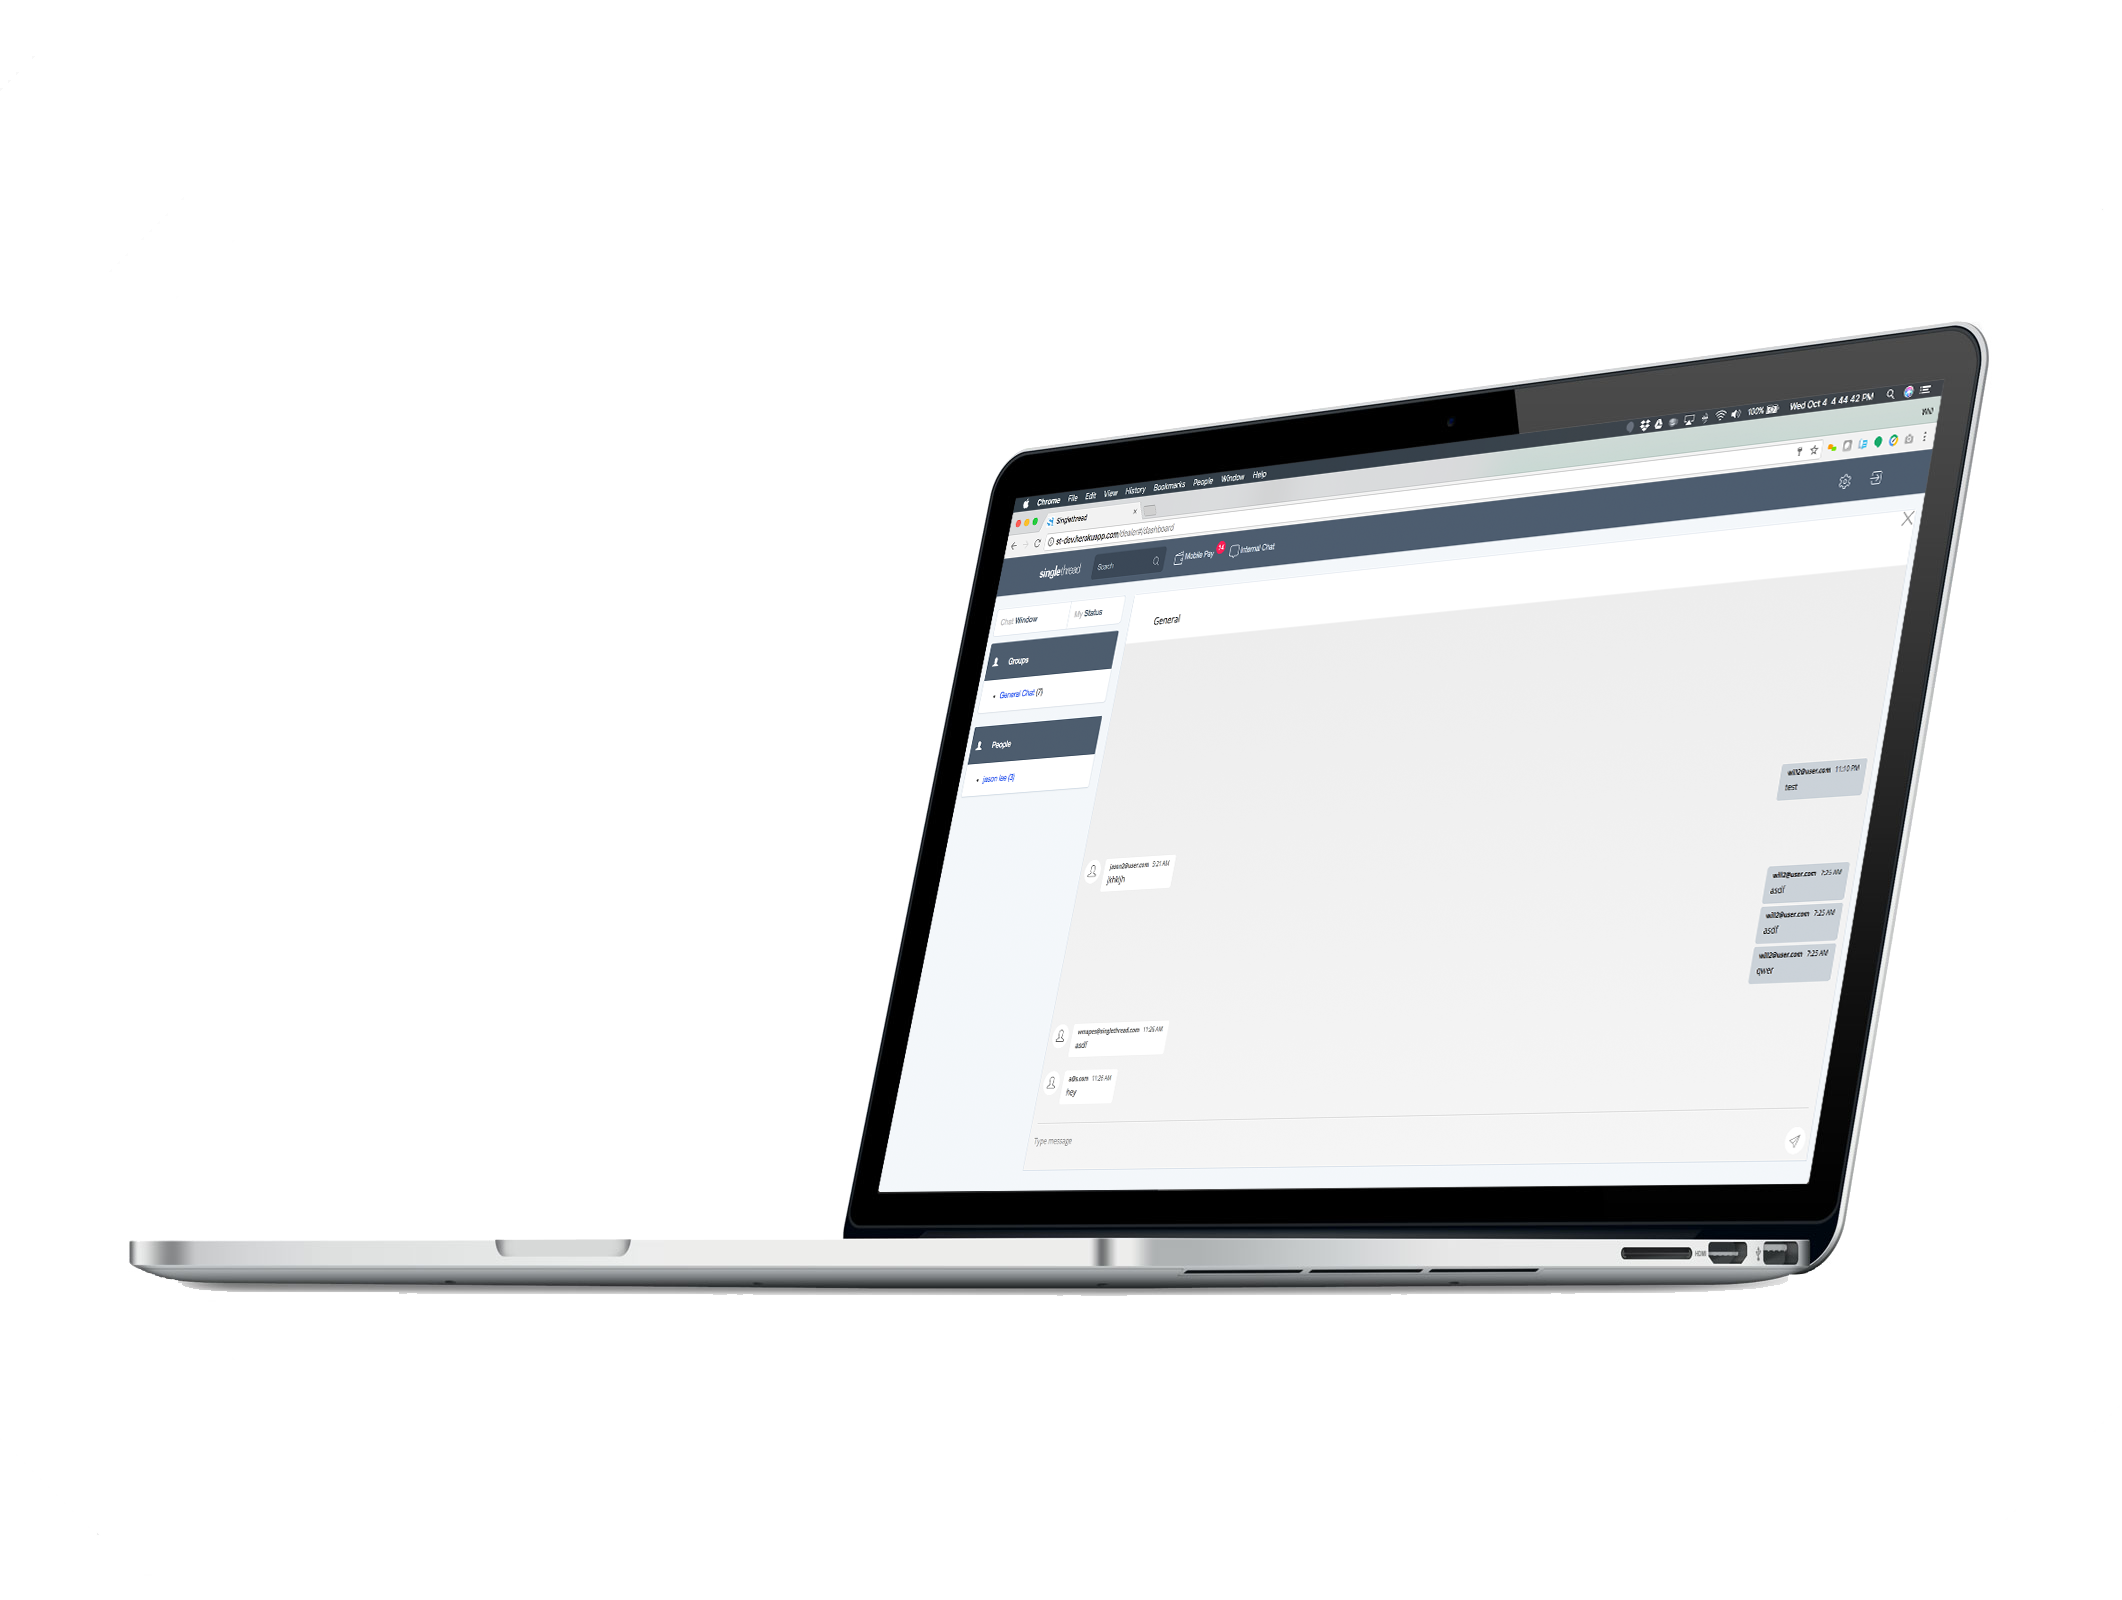 Chrome File Edit View History Bookmarks People Window Help
100% Wed Oct 4 4 44 42 PM
Singlethread
Will
st-dev.herokuapp.com/dealer#/dashboard
singlethread Search Mobile Pay 14 Internal Chat
Chat Window My Status
General
Groups
General Chat (7)
People
jason lee (3)
will2@user.com 11:10 PM
test
jason2@user.com 5:21 AM
will2@user.com 7:25 AM
asdf
will2@user.com 7:25 AM
asdf
will2@user.com 7:25 AM
qwer
wmapes@singlethread.com 11:26 AM
asdf
a@s.com 11:26 AM
hey
Type message
HDMI